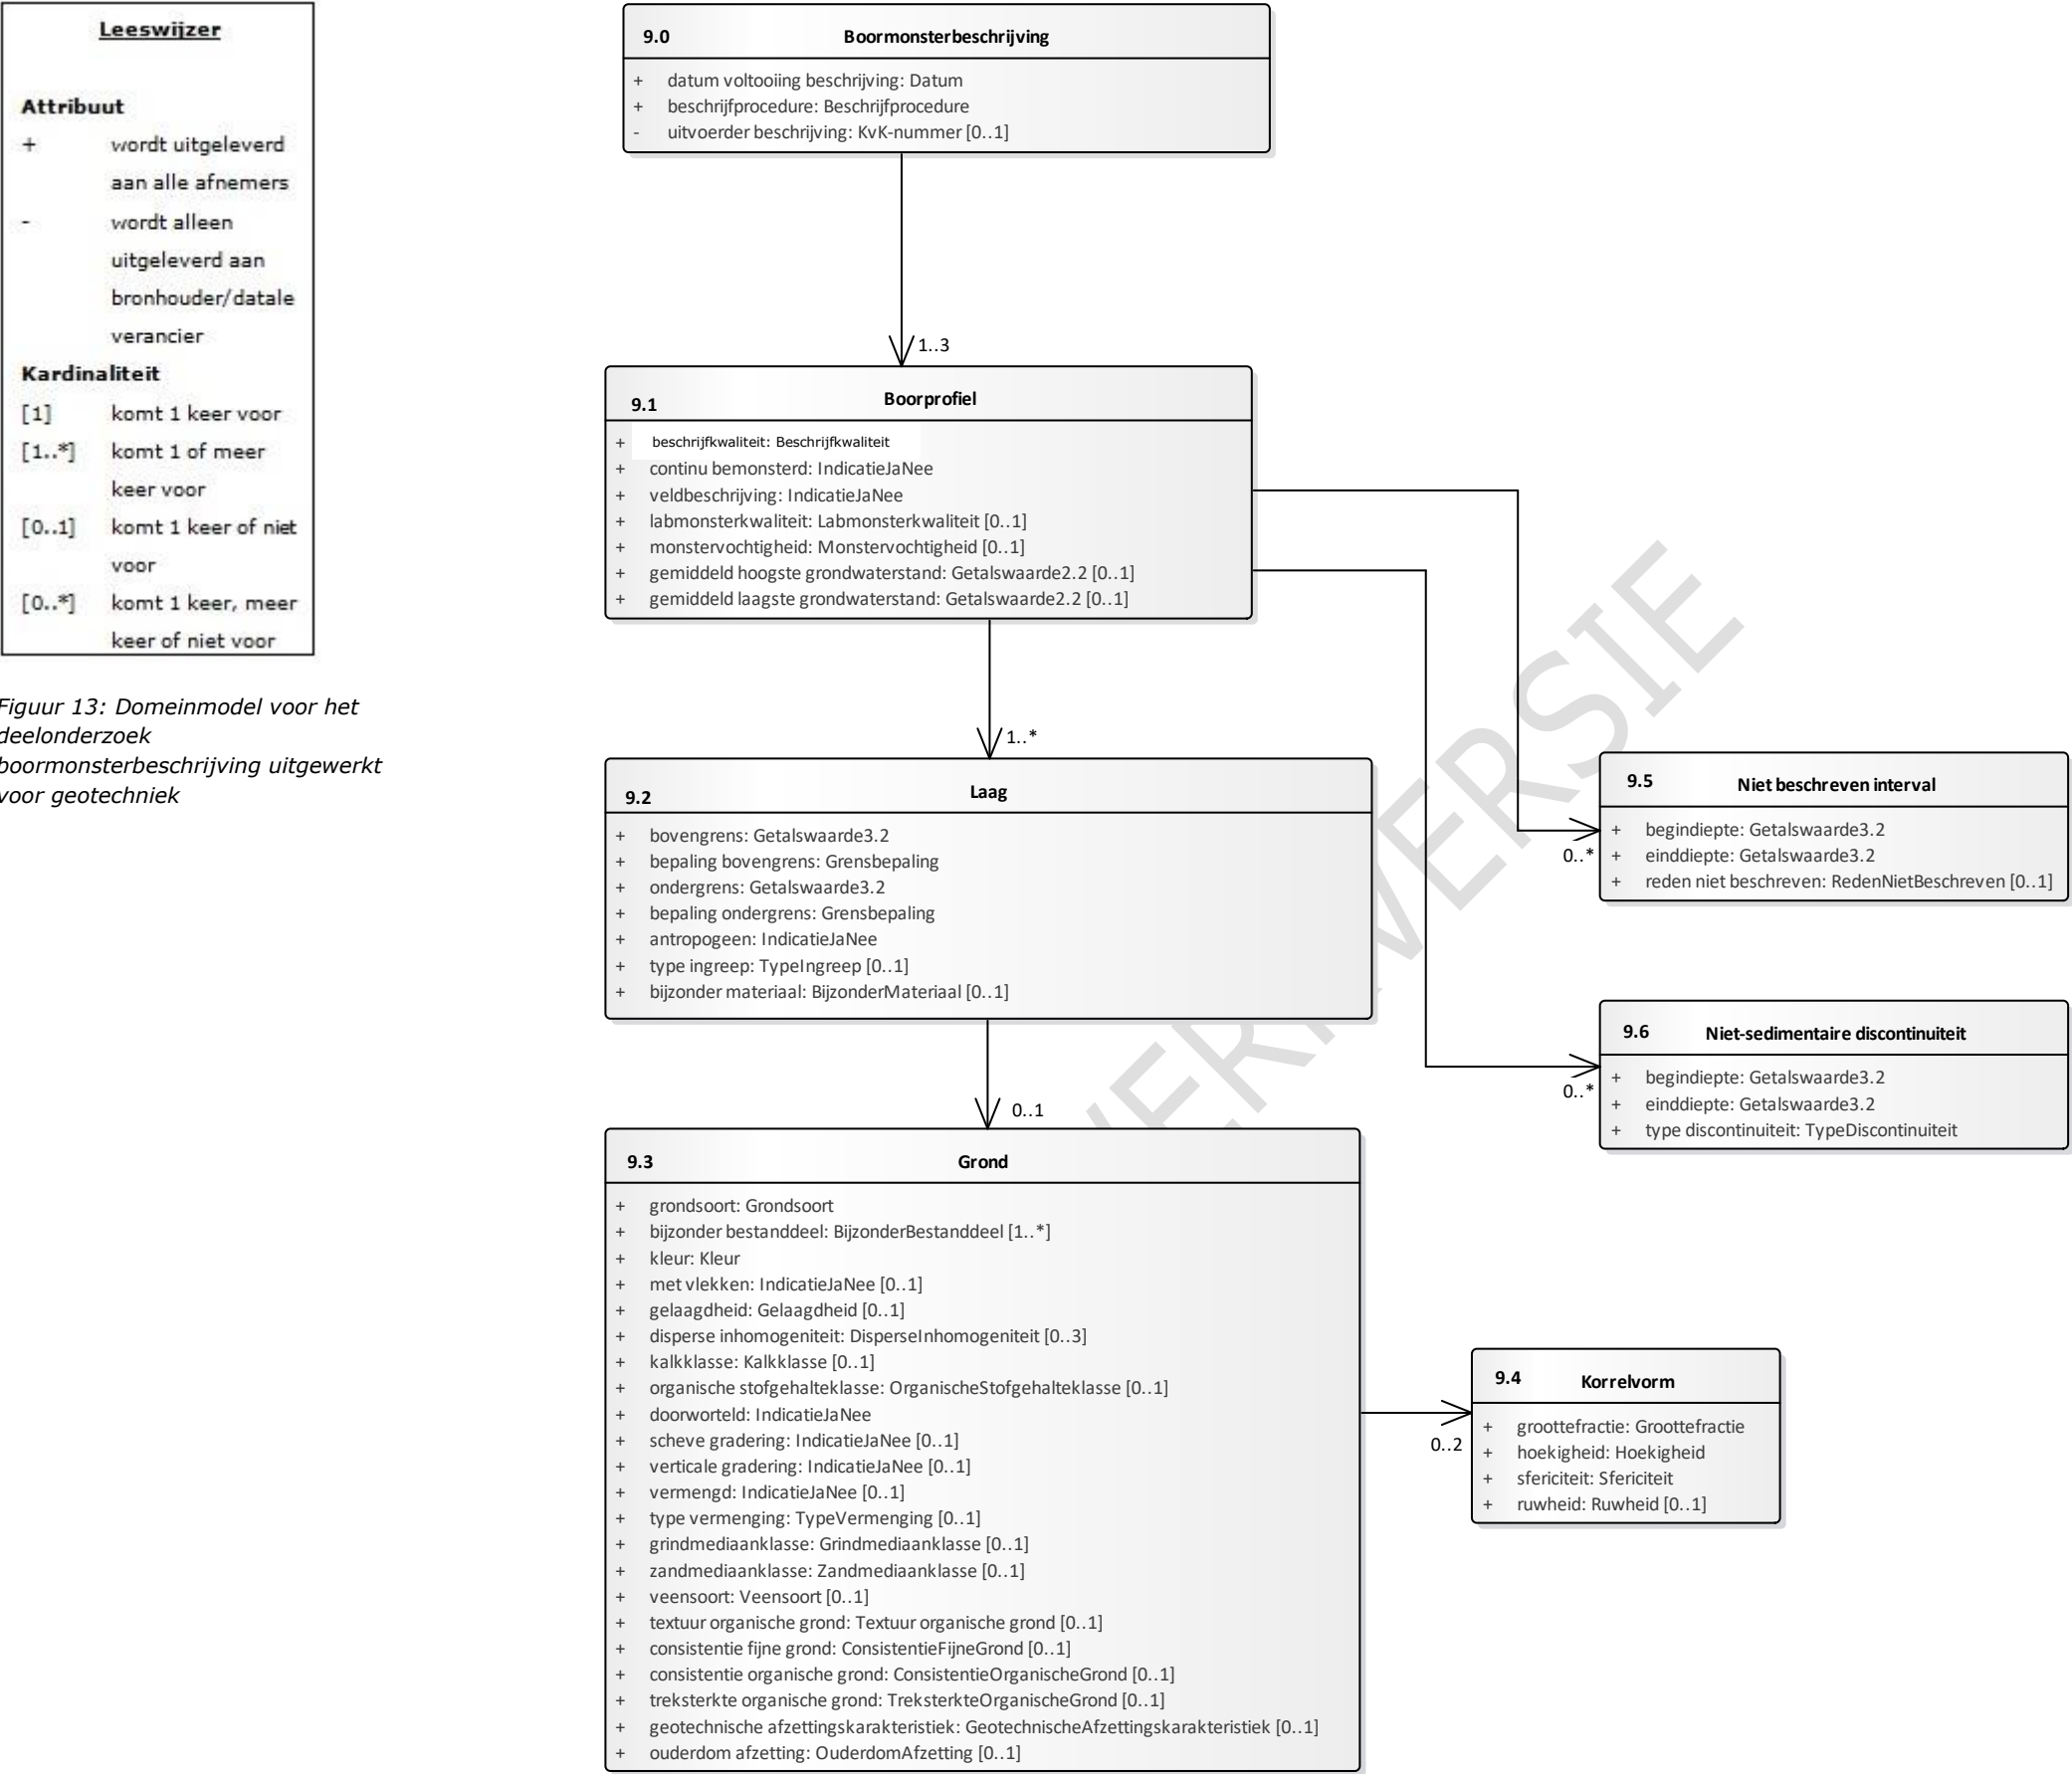 Leeswijzer
Attribuut
+ wordt uitgeleverd
aan alle afnemers
- wordt alleen
uitgeleverd aan
bronhouder/datale
verancier
Kardinaliteit
[1] komt 1 keer voor
[1..*] komt 1 of meer
keer voor
[0..1] komt 1 keer of niet
voor
[0..*] komt 1 keer, meer
keer of niet voor
Figuur 13: Domeinmodel voor het
deelonderzoek
boormonsterbeschrijving uitgewerkt
voor geotechniek
9.0 Boormonsterbeschrijving
+ datum voltooiing beschrijving: Datum
+ beschrijfprocedure: Beschrijfprocedure
- uitvoerder beschrijving: KvK-nummer [0..1]
1..3
9.1 Boorprofiel
+ beschrijfkwaliteit: Beschrijfkwaliteit
+ continu bemonsterd: IndicatieJaNee
+ veldbeschrijving: IndicatieJaNee
+ labmonsterkwaliteit: Labmonsterkwaliteit [0..1]
+ monstervochtigheid: Monstervochtigheid [0..1]
+ gemiddeld hoogste grondwaterstand: Getalswaarde2.2 [0..1]
+ gemiddeld laagste grondwaterstand: Getalswaarde2.2 [0..1]
1..*
9.2 Laag
+ bovengrens: Getalswaarde3.2
+ bepaling bovengrens: Grensbepaling
+ ondergrens: Getalswaarde3.2
+ bepaling ondergrens: Grensbepaling
+ antropogeen: IndicatieJaNee
+ type ingreep: TypeIngreep [0..1]
+ bijzonder materiaal: BijzonderMateriaal [0..1]
0..1
9.3 Grond
+ grondsoort: Grondsoort
+ bijzonder bestanddeel: BijzonderBestanddeel [1..*]
+ kleur: Kleur
+ met vlekken: IndicatieJaNee [0..1]
+ gelaagdheid: Gelaagdheid [0..1]
+ disperse inhomogeniteit: DisperseInhomogeniteit [0..3]
+ kalkklasse: Kalkklasse [0..1]
+ organische stofgehalteklasse: OrganischeStofgehalteklasse [0..1]
+ doorworteld: IndicatieJaNee
+ scheve gradering: IndicatieJaNee [0..1]
+ verticale gradering: IndicatieJaNee [0..1]
+ vermengd: IndicatieJaNee [0..1]
+ type vermenging: TypeVermenging [0..1]
+ grindmediaanklasse: Grindmediaanklasse [0..1]
+ zandmediaanklasse: Zandmediaanklasse [0..1]
+ veensoort: Veensoort [0..1]
+ textuur organische grond: Textuur organische grond [0..1]
+ consistentie fijne grond: ConsistentieFijneGrond [0..1]
+ consistentie organische grond: ConsistentieOrganischeGrond [0..1]
+ treksterkte organische grond: TreksterkteOrganischeGrond [0..1]
+ geotechnische afzettingskarakteristiek: GeotechnischeAfzettingskarakteristiek [0..1]
+ ouderdom afzetting: OuderdomAfzetting [0..1]
0..2
9.4 Korrelvorm
+ groottefractie: Groottefractie
+ hoekigheid: Hoekigheid
+ sfericiteit: Sfericiteit
+ ruwheid: Ruwheid [0..1]
0..*
9.5 Niet beschreven interval
+ begindiepte: Getalswaarde3.2
+ einddiepte: Getalswaarde3.2
+ reden niet beschreven: RedenNietBeschreven [0..1]
0..*
9.6 Niet-sedimentaire discontinuiteit
+ begindiepte: Getalswaarde3.2
+ einddiepte: Getalswaarde3.2
+ type discontinuiteit: TypeDiscontinuiteit